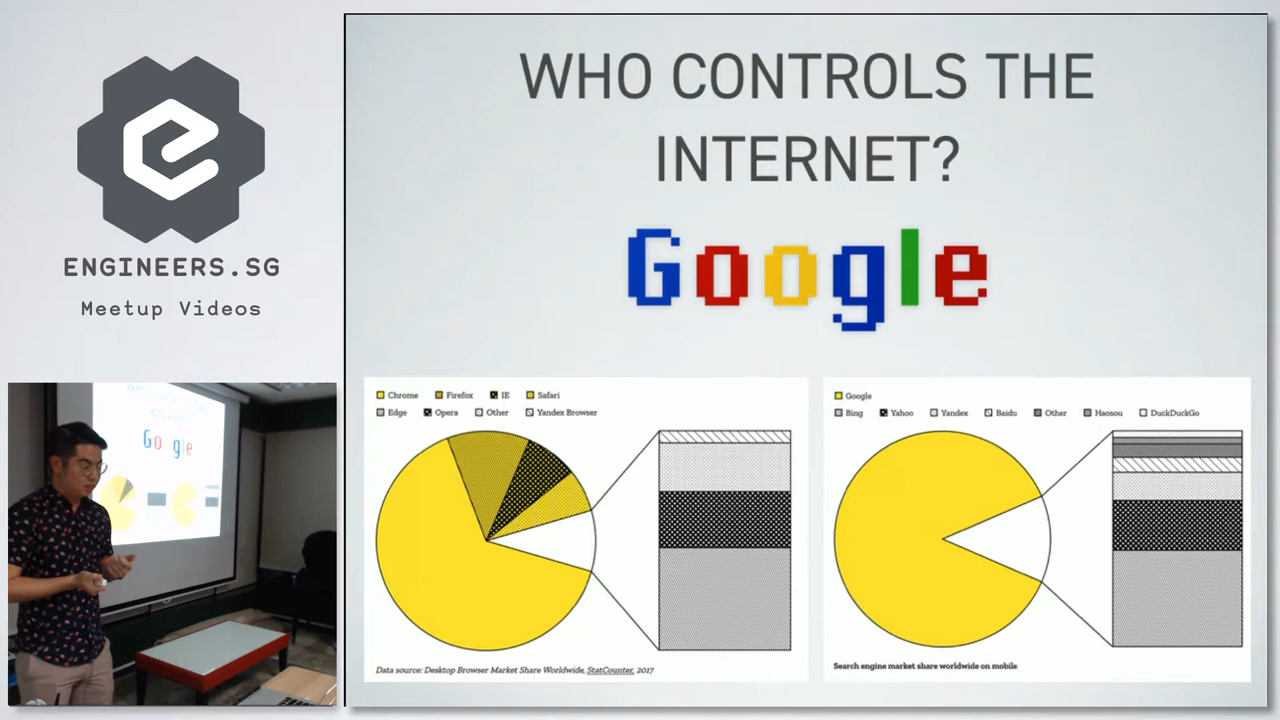 ENGINEERS.SG
Meetup Videos
WHO CONTROLS THE
INTERNET?
Google
Chrome Firefox IE Safari
Edge Opera Other Yandex Browser
Data source: Desktop Browser Market Share Worldwide, StatCounter, 2017
Google
Bing Yahoo Yandex Baidu Other Haosou DuckDuckGo
Search engine market share worldwide on mobile
Google